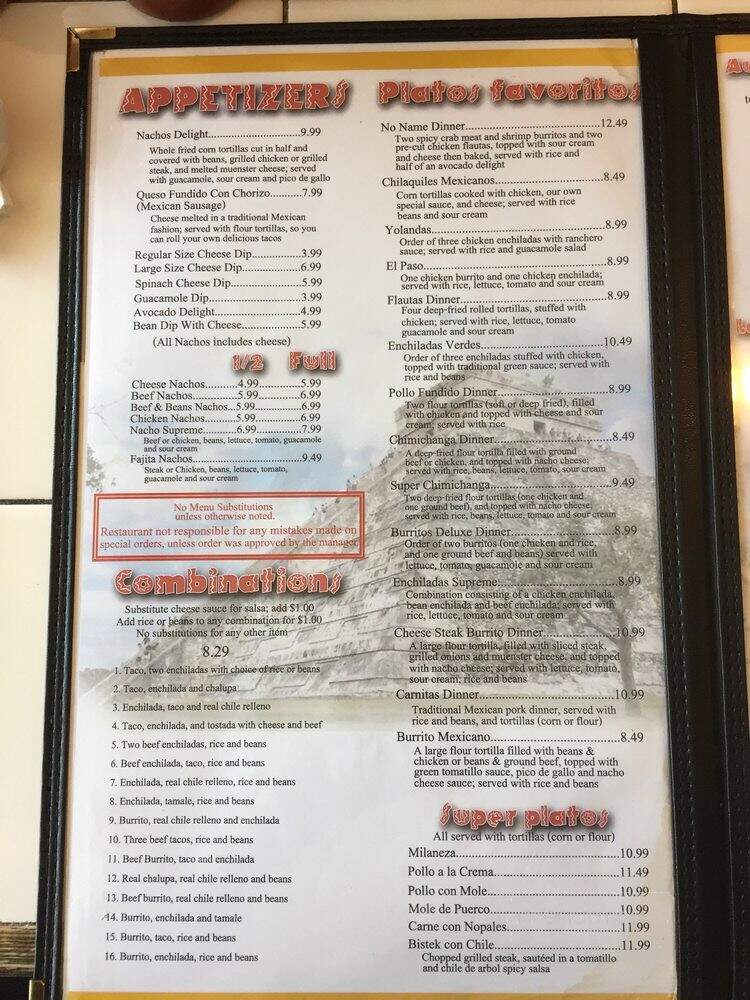 APPETIZERS
Nachos Delight.......................9.99
Whole fried corn tortillas cut in half and
covered with beans, grilled chicken or grilled
steak, and melted muenster cheese; served
with guacamole, sour cream and pico de gallo
Queso Fundido Con Chorizo...........7.99
(Mexican Sausage)
Cheese melted in a traditional Mexican
fashion; served with flour tortillas, so you
can roll your own delicious tacos
Regular Size Cheese Dip.............3.99
Large Size Cheese Dip................6.99
Spinach Cheese Dip...................5.99
Guacamole Dip........................3.99
Avocado Delight.......................4.99
Bean Dip With Cheese................5.99
(All Nachos includes cheese)
1/2 Full
Cheese Nachos..........4.99.............5.99
Beef Nachos.............5.99.............6.99
Beef & Beans Nachos...5.99.............6.99
Chicken Nachos.........5.99.............6.99
Nacho Supreme..........6.99.............7.99
Beef or chicken, beans, lettuce, tomato, guacamole
and sour cream
Fajita Nachos............................9.49
Steak or Chicken, beans, lettuce, tomato,
guacamole and sour cream
No Menu Substitutions
unless otherwise noted.
Restaurant not responsible for any mistakes made on
special orders, unless order was approved by the manager
Combinations
Substitute cheese sauce for salsa; add $1.00
Add rice or beans to any combination for $1.00
No substitutions for any other item
8.29
1. Taco, two enchiladas with choice of rice or beans
2. Taco, enchilada and chalupa
3. Enchilada, taco and real chile relleno
4. Taco, enchilada, and tostada with cheese and beef
5. Two beef enchiladas, rice and beans
6. Beef enchilada, taco, rice and beans
7. Enchilada, real chile relleno, rice and beans
8. Enchilada, tamale, rice and beans
9. Burrito, real chile relleno and enchilada
10. Three beef tacos, rice and beans
11. Beef Burrito, taco and enchilada
12. Real chalupa, real chile relleno and beans
13. Beef burrito, real chile relleno and beans
14. Burrito, enchilada and tamale
15. Burrito, taco, rice and beans
16. Burrito, enchilada, rice and beans
Platos favoritos
No Name Dinner.................................12.49
Two spicy crab meat and shrimp burritos and two
pre-cut chicken flautas, topped with sour cream
and cheese then baked, served with rice and
half of an avocado delight
Chilaquiles Mexicanos..........................8.49
Corn tortillas cooked with chicken, our own
special sauce, and cheese; served with rice
beans and sour cream
Yolandas...........................................8.99
Order of three chicken enchiladas with ranchero
sauce; served with rice and guacamole salad
El Paso.............................................8.99
One chicken burrito and one chicken enchilada;
served with rice, lettuce, tomato and sour cream
Flautas Dinner....................................8.99
Four deep-fried rolled tortillas, stuffed with
chicken; served with rice, lettuce, tomato
guacamole and sour cream
Enchiladas Verdes...............................10.49
Order of three enchiladas stuffed with chicken,
topped with traditional green sauce; served with
rice and beans
Pollo Fundido Dinner...........................8.99
Two flour tortillas (soft or deep fried), filled
with chicken and topped with cheese and sour
cream; served with rice
Chimichanga Dinner............................8.49
A deep-fried flour tortilla filled with ground
beef or chicken, and topped with nacho cheese;
served with rice, beans, lettuce, tomato, sour cream
Super Chimichanga..............................9.49
Two deep-fried flour tortillas (one chicken and
one ground beef), and topped with nacho cheese;
served with rice, beans, lettuce, tomato and sour cream
Burritos Deluxe Dinner.........................8.99
Order of two burritos (one chicken and rice,
and one ground beef and beans) served with
lettuce, tomato, guacamole and sour cream
Enchiladas Supreme:............................8.99
Combination consisting of a chicken enchilada,
bean enchilada and beef enchilada; served with
rice, lettuce, tomato and sour cream
Cheese Steak Burrito Dinner..................10.99
A large flour tortilla, filled with sliced steak,
grilled onions and muenster cheese, and topped
with nacho cheese; served with lettuce, tomato,
sour cream, rice and beans
Carnitas Dinner..................................10.99
Traditional Mexican pork dinner, served with
rice and beans, and tortillas (corn or flour)
Burrito Mexicano.................................8.49
A large flour tortilla filled with beans &
chicken or beans & ground beef, topped with
green tomatillo sauce, pico de gallo and nacho
cheese sauce; served with rice and beans
Super platos
All served with tortillas (corn or flour)
Milaneza..........................................10.99
Pollo a la Crema................................11.49
Pollo con Mole..................................10.99
Mole de Puerco.................................10.99
Carne con Nopales..............................11.99
Bistek con Chile.................................11.99
Chopped grilled steak, sautéed in a tomatillo
and chile de arbol spicy salsa